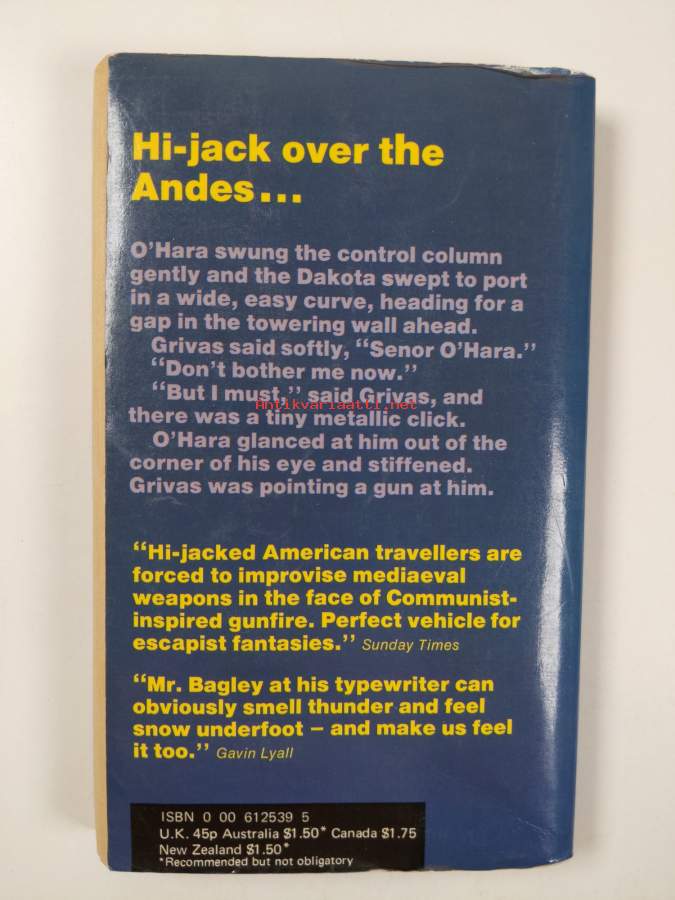 Hi-jack over the
Andes...
O'Hara swung the control column
gently and the Dakota swept to port
in a wide, easy curve, heading for a
gap in the towering wall ahead.
Grivas said softly, "Senor O'Hara."
"Don't bother me now."
"But I must," said Grivas, and
Antikvariaatti.net
there was a tiny metallic click.
O'Hara glanced at him out of the
corner of his eye and stiffened.
Grivas was pointing a gun at him.
"Hi-jacked American travellers are
forced to improvise mediaeval
weapons in the face of Communist-
inspired gunfire. Perfect vehicle for
escapist fantasies." Sunday Times
"Mr. Bagley at his typewriter can
obviously smell thunder and feel
snow underfoot – and make us feel
it too." Gavin Lyall
ISBN 0 00 612539 5
U.K. 45p Australia $1.50* Canada $1.75
New Zealand $1.50*
*Recommended but not obligatory